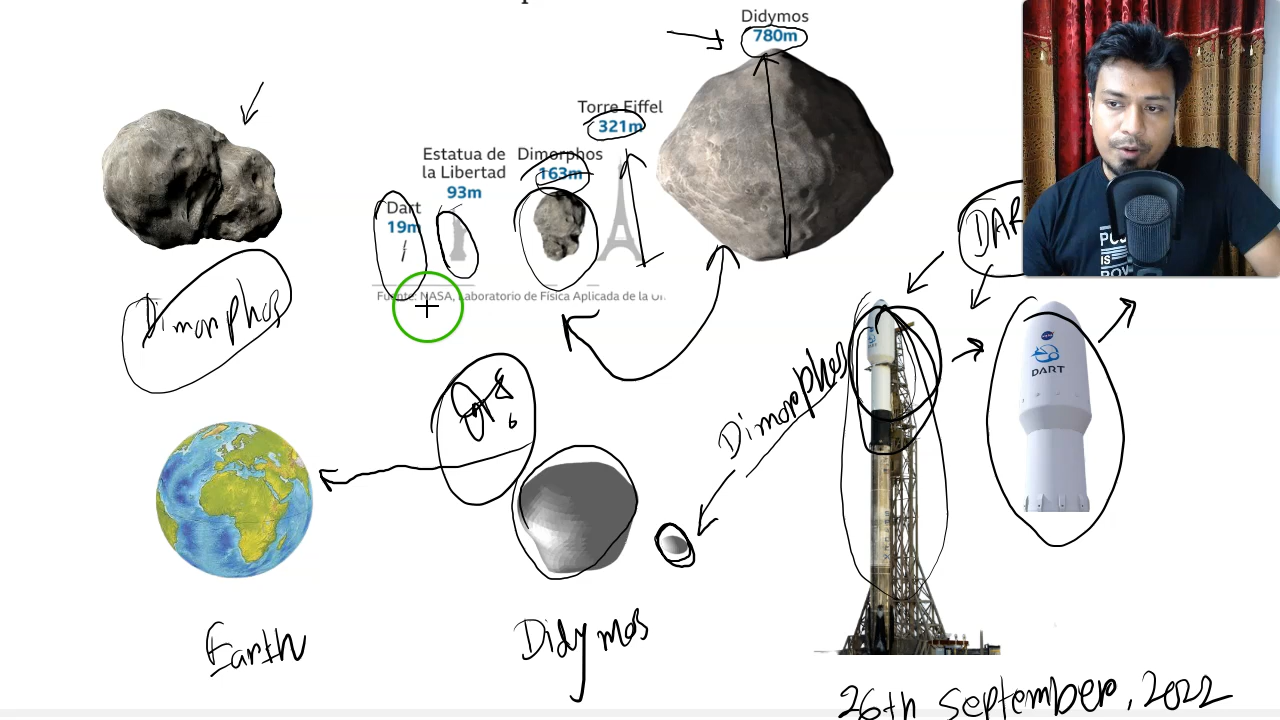 Didymos
780m
Torre Eiffel
321m
Estatua de
la Libertad
93m
Dimorphos
163m
Dart
19m
Fuente: NASA, Laboratorio de Física Aplicada de la
DAR
Dimorphos
Dimorphos
DART
Earth
Didymos
26th September, 2022